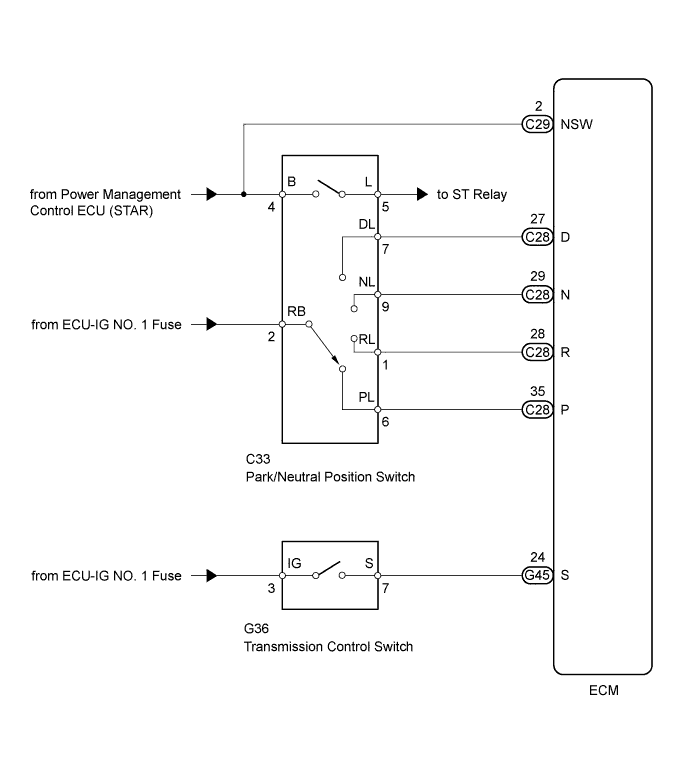 2
C29 NSW
from Power Management
Control ECU (STAR)
B
L
4
5
to ST Relay
DL
7
27
C28 D
NL
9
29
C28 N
from ECU-IG NO. 1 Fuse
RB
2
RL
1
28
C28 R
PL
6
35
C28 P
C33
Park/Neutral Position Switch
from ECU-IG NO. 1 Fuse
IG
S
3
7
24
G45 S
G36
Transmission Control Switch
ECM